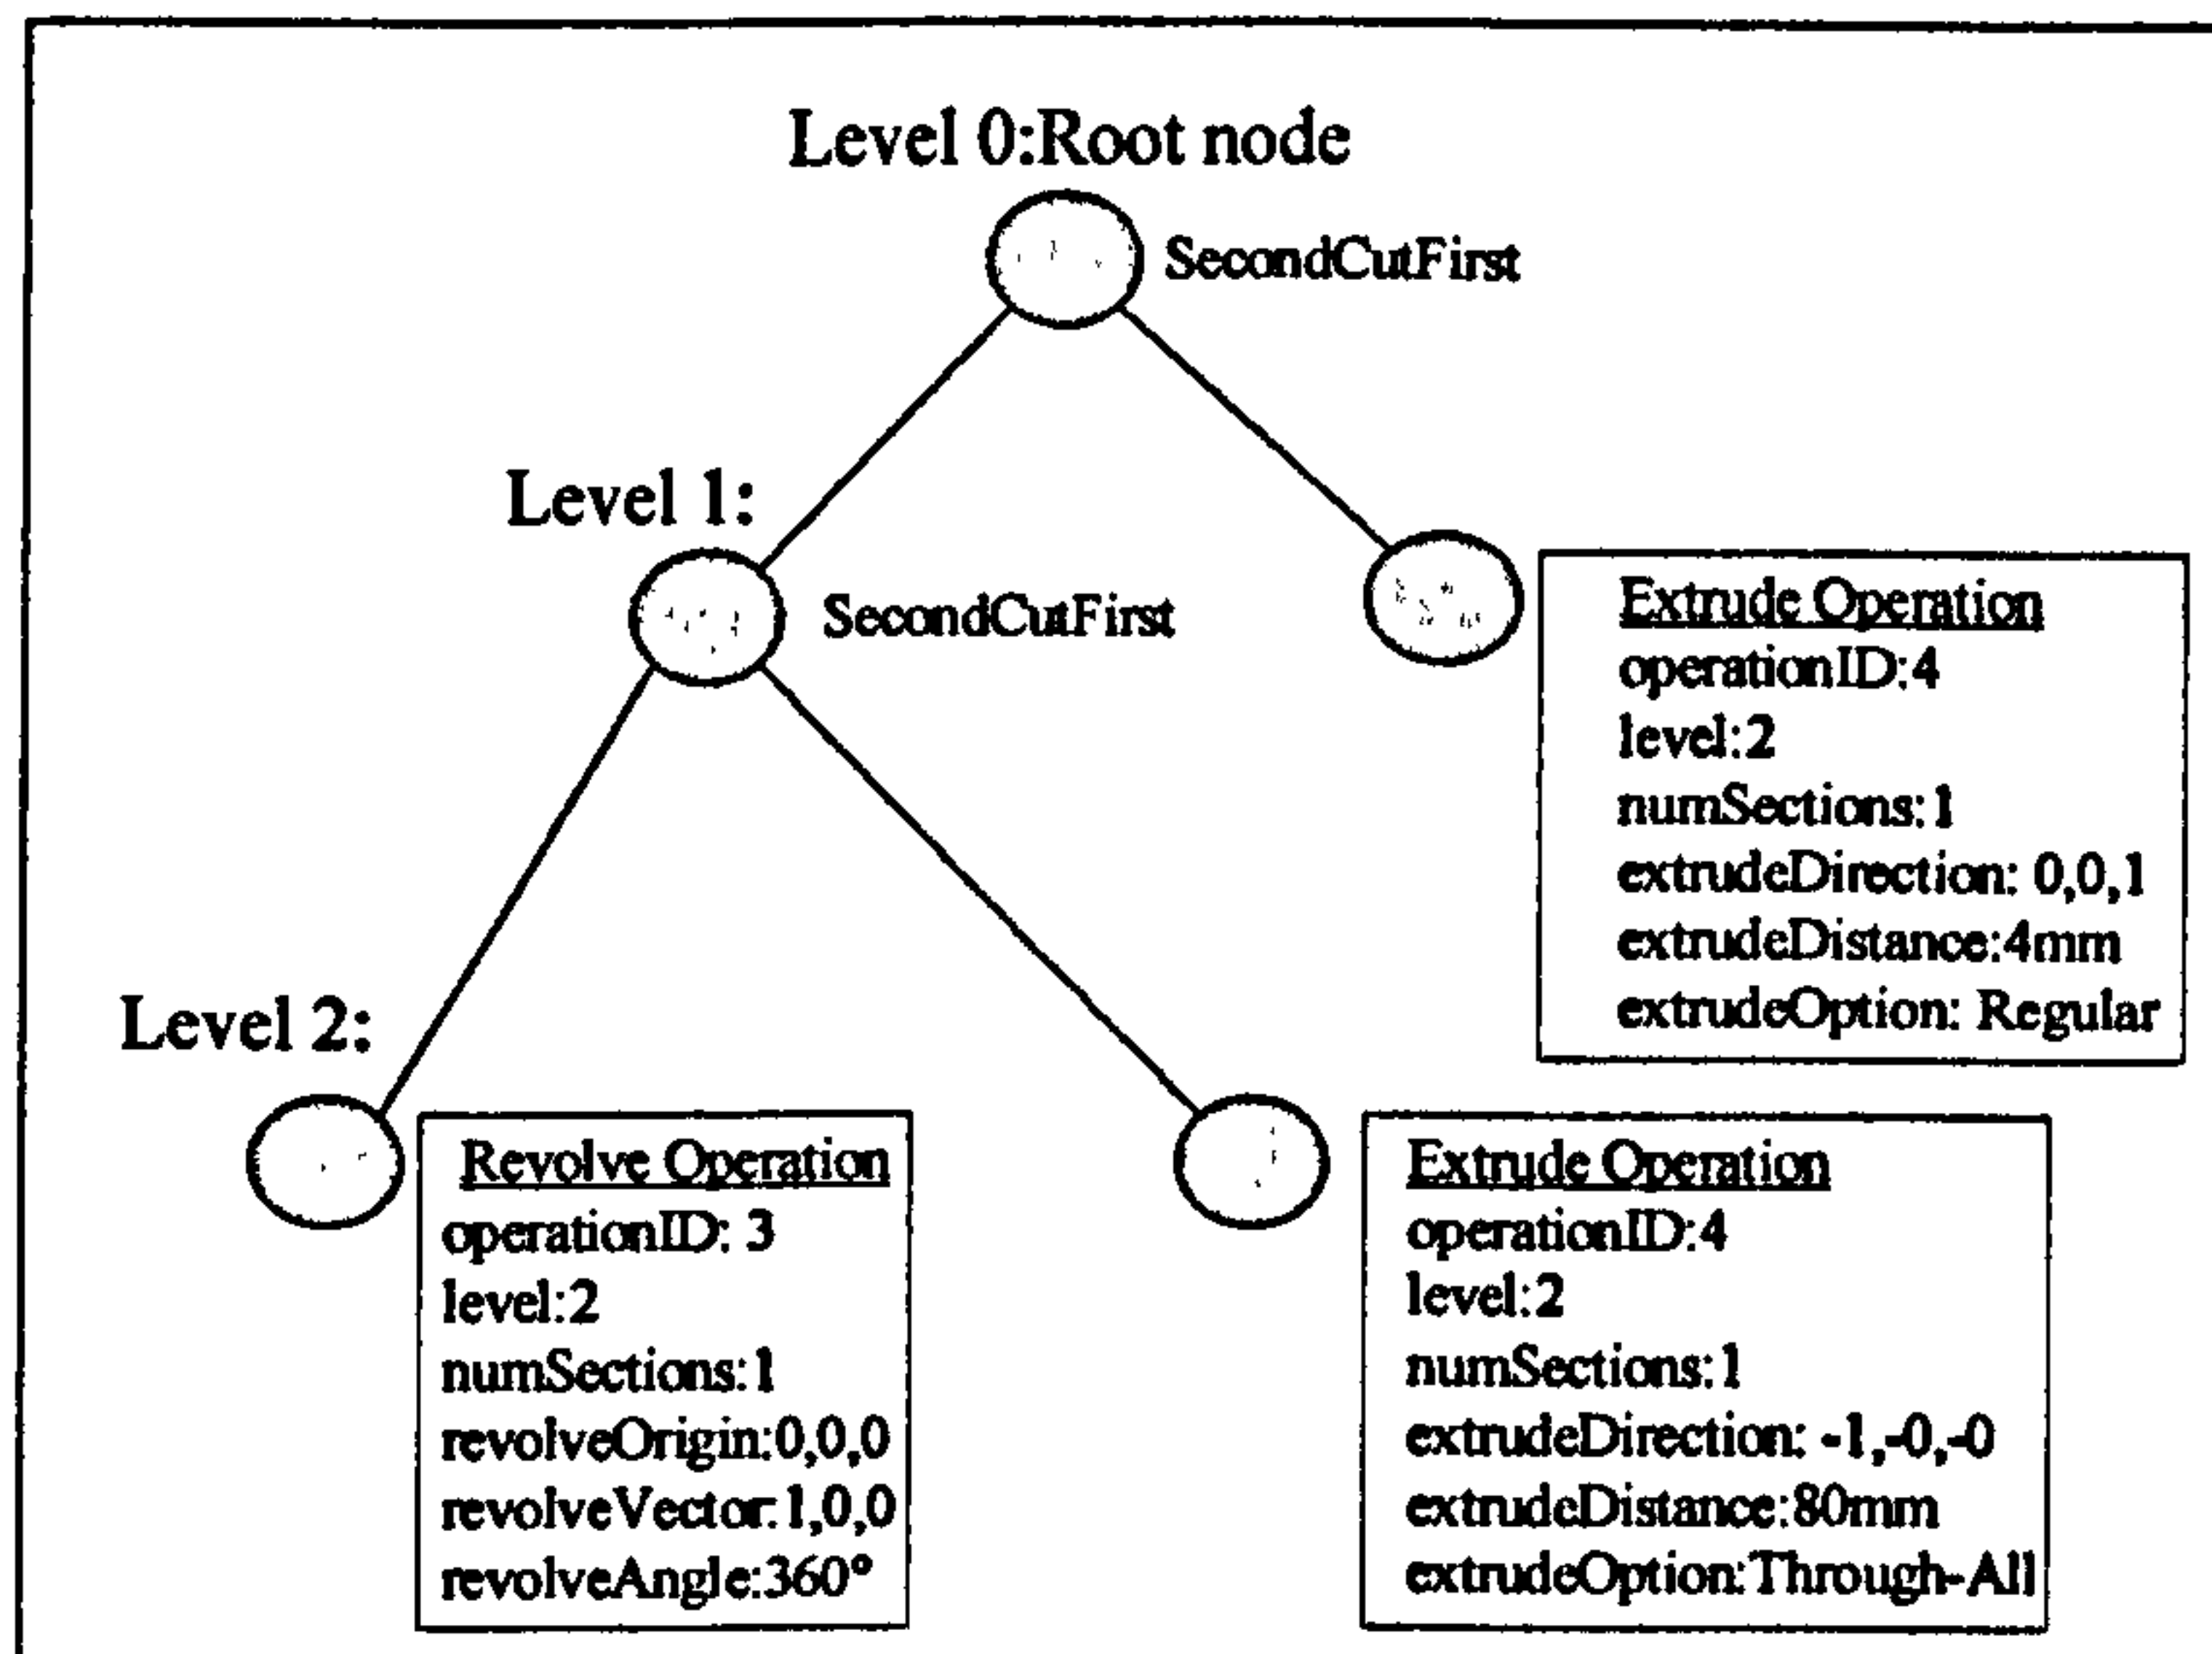 Level 0:Root node
SecondCutFirst
Level 1:
SecondCutFirst
Extrude Operation
operationID:4
level:2
numSections:1
extrudeDirection: 0,0,1
extrudeDistance:4mm
extrudeOption: Regular
Level 2:
Revolve Operation
operationID: 3
level:2
numSections:1
revolveOrigin:0,0,0
revolveVector:1,0,0
revolveAngle:360°
Extrude Operation
operationID:4
level:2
numSections:1
extrudeDirection: -1,-0,-0
extrudeDistance:80mm
extrudeOption:Through-All